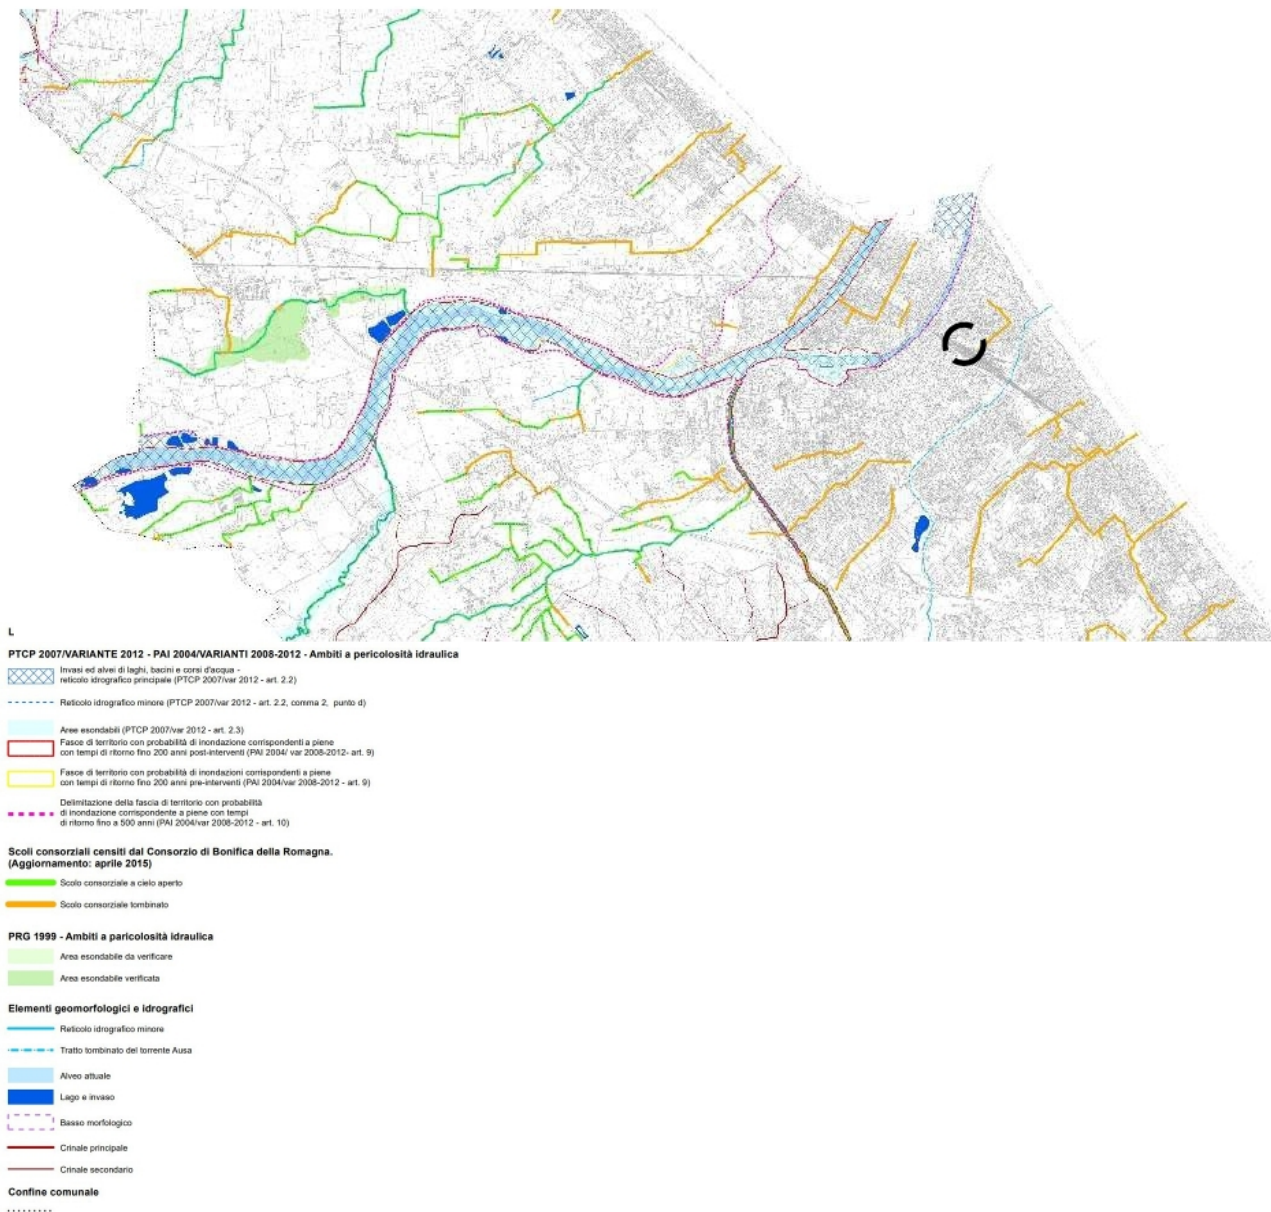 L
PTCP 2007/VARIANTE 2012 - PAI 2004/VARIANTI 2008-2012 - Ambiti a pericolosità idraulica
Invasi ed alvei di laghi, bacini e corsi d'acqua -
reticolo idrografico principale (PTCP 2007/var 2012 - art. 2.2)
Reticolo idrografico minore (PTCP 2007/var 2012 - art. 2.2, comma 2, punto d)
Aree esondabili (PTCP 2007/var 2012 - art. 2.3)
Fasce di territorio con probabilità di inondazione corrispondenti a piene
con tempi di ritorno fino 200 anni post-interventi (PAI 2004/ var 2008-2012- art. 9)
Fasce di territorio con probabilità di inondazioni corrispondenti a piene
con tempi di ritorno fino 200 anni pre-interventi (PAI 2004/var 2008-2012 - art. 9)
Delimitazione della fascia di territorio con probabilità
di inondazione corrispondente a piene con tempi
di ritorno fino a 500 anni (PAI 2004/var 2008-2012 - art. 10)
Scoli consorziali censiti dal Consorzio di Bonifica della Romagna.
(Aggiornamento: aprile 2015)
Scolo consorziale a cielo aperto
Scolo consorziale tombinato
PRG 1999 - Ambiti a paricolosità idraulica
Area esondabile da verificare
Area esondabile verificata
Elementi geomorfologici e idrografici
Reticolo idrografico minore
Tratto tombinato del torrente Ausa
Alveo attuale
Lago e invaso
Basso morfologico
Crinale principale
Crinale secondario
Confine comunale